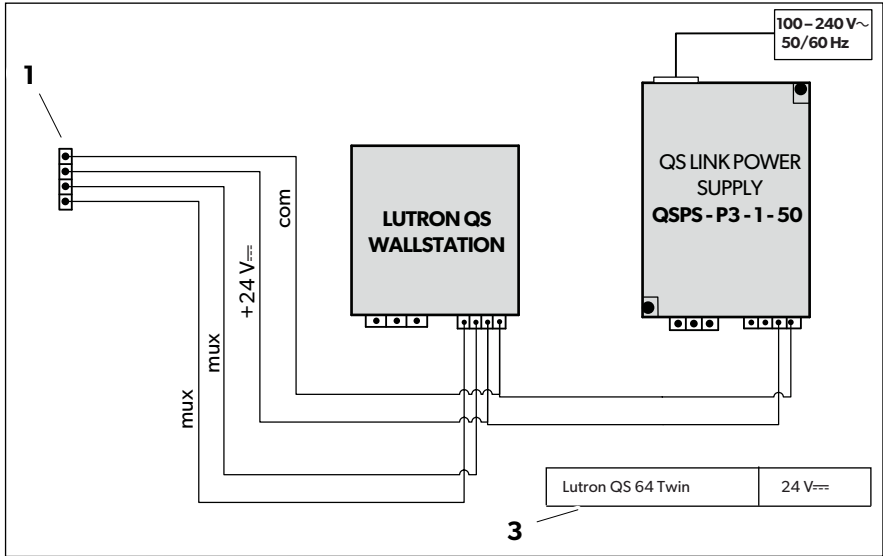 100 – 240 V~
50/60 Hz
1
QS LINK POWER
SUPPLY
QSPS - P3 - 1 - 50
LUTRON QS
WALLSTATION
com
+24 V⎓
mux
mux
Lutron QS 64 Twin
24 V⎓
3